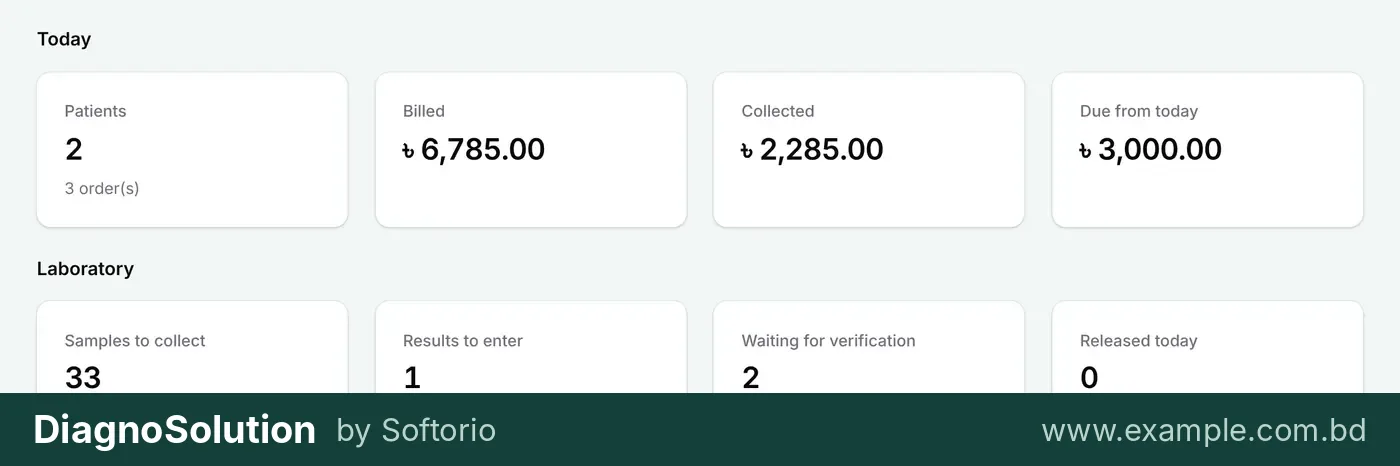 Today
Patients
2
3 order(s)
Billed
৳ 6,785.00
Collected
৳ 2,285.00
Due from today
৳ 3,000.00
Laboratory
Samples to collect
33
Results to enter
1
Waiting for verification
2
Released today
0
DiagnoSolution by Softorio
www.example.com.bd